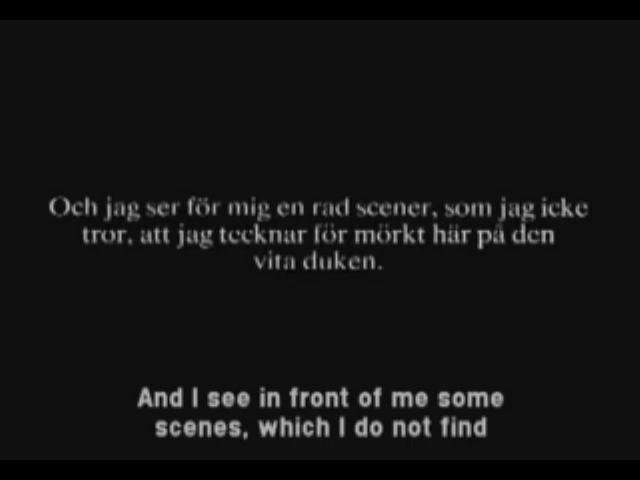 Och jag ser för mig en rad scener, som jag icke
tror, att jag tecknar för mörkt här på den
vita duken.
And I see in front of me some
scenes, which I do not find